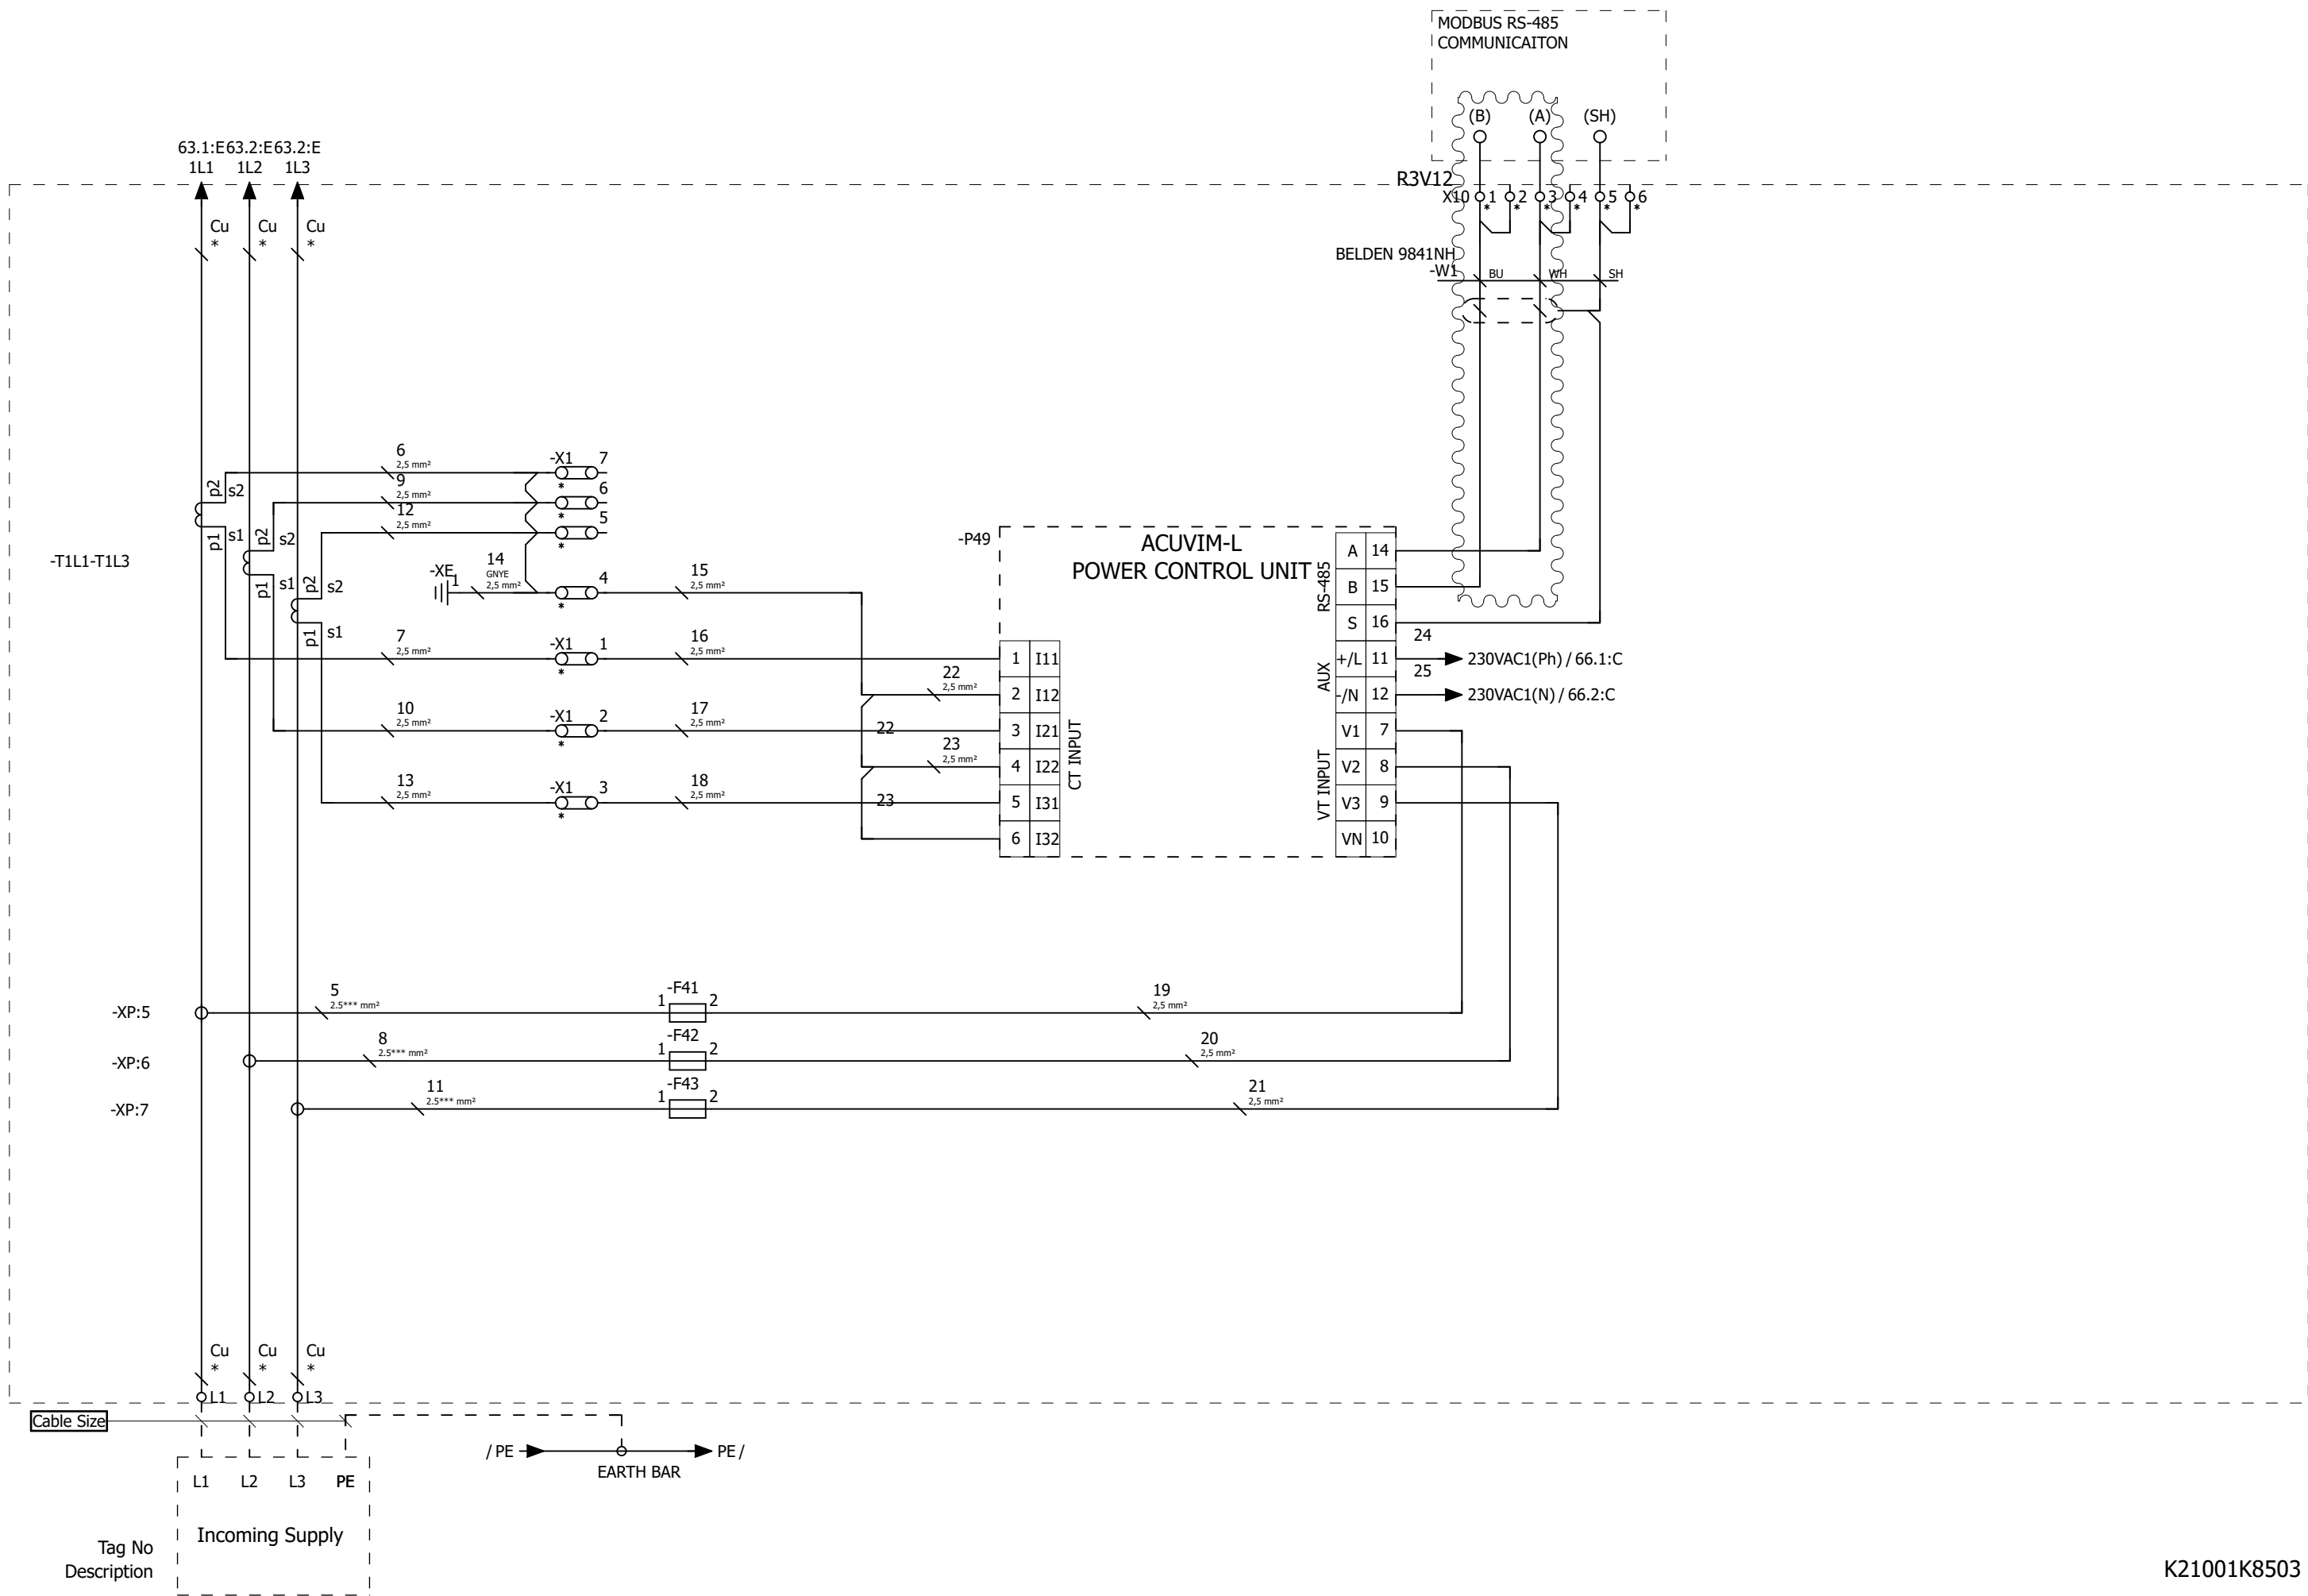 MODBUS RS-485
COMMUNICAITON
(B) (A) (SH)
63.1:E 63.2:E 63.2:E
1L1 1L2 1L3
R3V12
X10 1 2 3 4 5 6
* * * * *
Cu Cu Cu
* * *
BELDEN 9841NH
-W1 BU WH SH
6
2,5 mm²
-X1 7
*
9
2,5 mm²
6
*
12
2,5 mm²
5
*
p2 s2
p1 s1
p2 s2
p1 s1
p2 s2
p1 s1
-T1L1-T1L3
-XE 1
14
GNYE
2,5 mm²
4
*
15
2,5 mm²
7
2,5 mm²
-X1 1
*
16
2,5 mm²
10
2,5 mm²
-X1 2
*
17
2,5 mm²
13
2,5 mm²
-X1 3
*
18
2,5 mm²
22
2,5 mm²
22
23
2,5 mm²
23
-P49
ACUVIM-L
POWER CONTROL UNIT
1 I11
2 I12
3 I21
4 I22
5 I31
6 I32
CT INPUT
RS-485
A 14
B 15
S 16
AUX
+/L 11
-/N 12
VT INPUT
V1 7
V2 8
V3 9
VN 10
24
230VAC1(Ph) / 66.1:C
25
230VAC1(N) / 66.2:C
-XP:5
5
2.5*** mm²
1 -F41 2
19
2,5 mm²
-XP:6
8
2.5*** mm²
1 -F42 2
20
2,5 mm²
-XP:7
11
2.5*** mm²
1 -F43 2
21
2,5 mm²
Cu Cu Cu
* * *
L1 L2 L3
Cable Size
/ PE PE /
EARTH BAR
L1 L2 L3 PE
Incoming Supply
Tag No
Description
K21001K8503